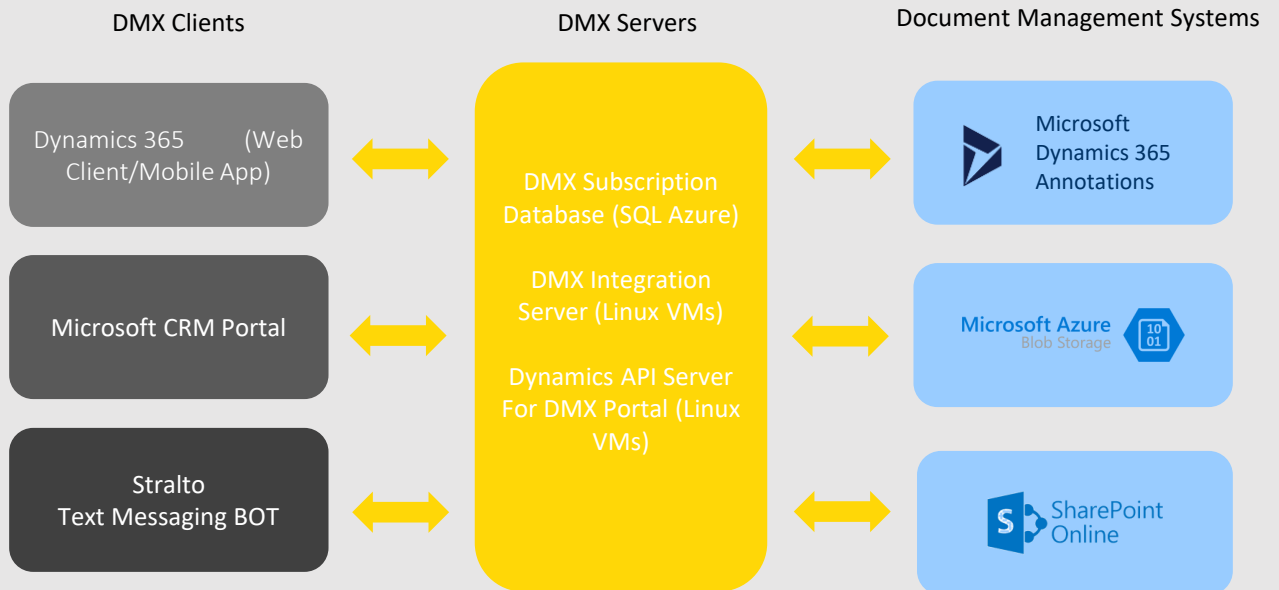 DMX Clients
DMX Servers
Document Management Systems
Dynamics 365 (Web
Client/Mobile App)
Microsoft CRM Portal
Stralto
Text Messaging BOT
DMX Subscription
Database (SQL Azure)
DMX Integration
Server (Linux VMs)
Dynamics API Server
For DMX Portal (Linux
VMs)
Microsoft
Dynamics 365
Annotations
Microsoft Azure
Blob Storage
10
01
S
SharePoint
Online